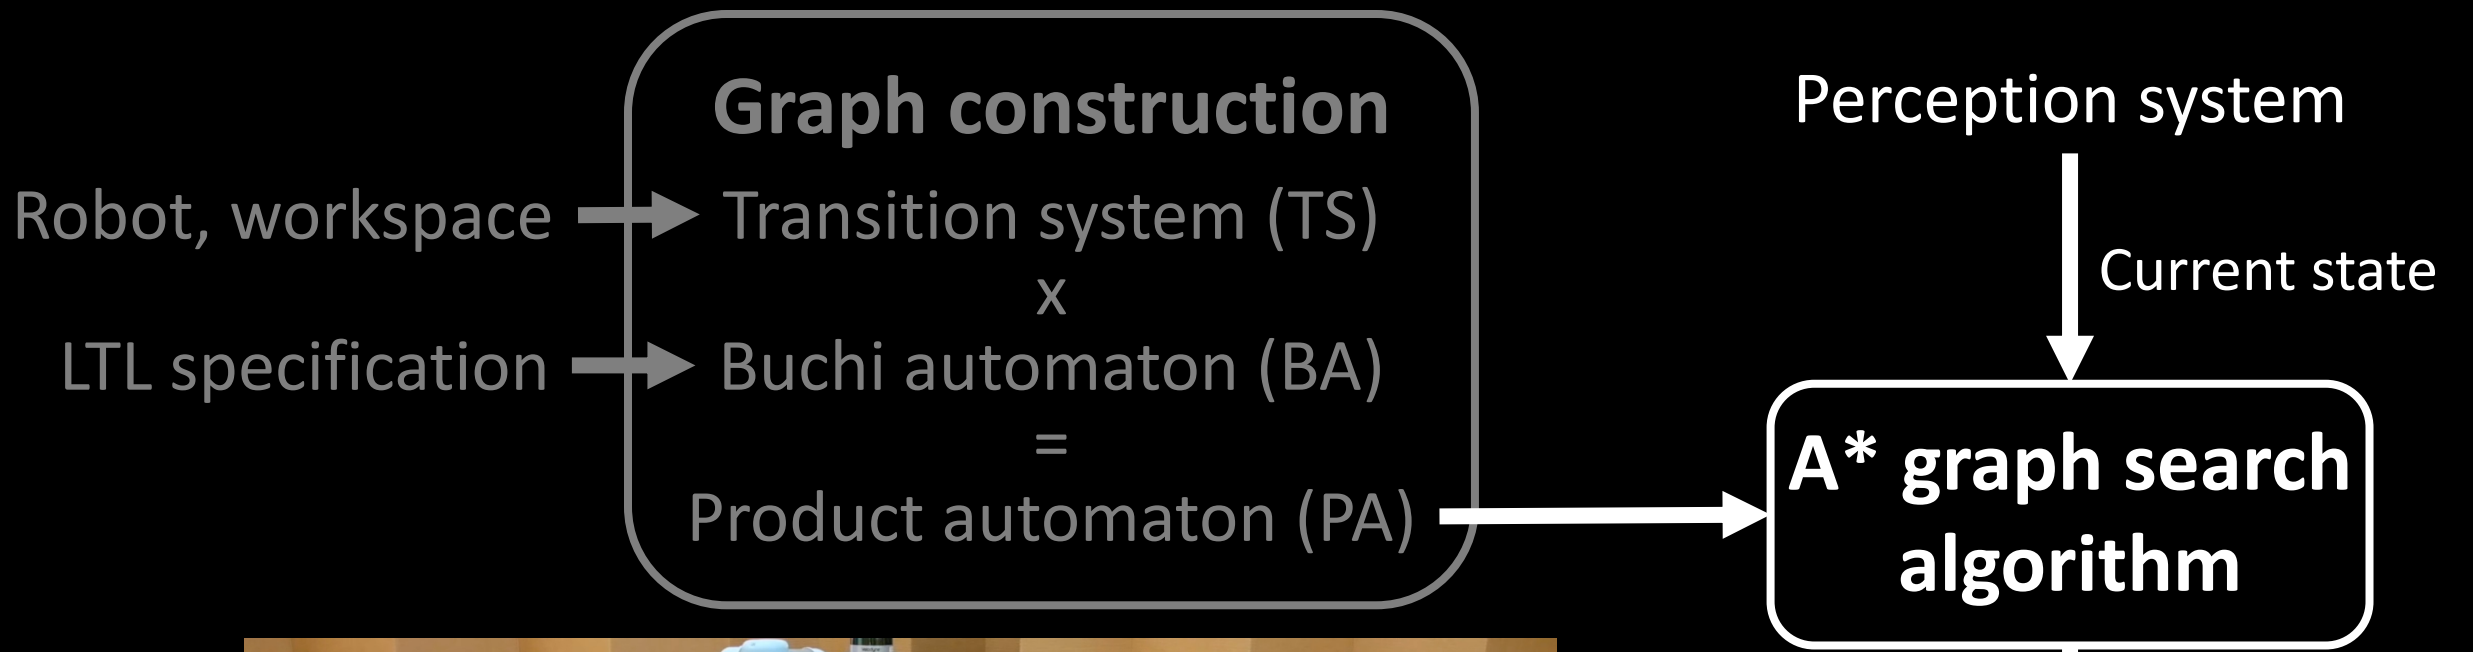 Graph construction
Robot, workspace
Transition system (TS)
x
LTL specification
Buchi automaton (BA)
=
Product automaton (PA)
Perception system
Current state
A* graph search
algorithm